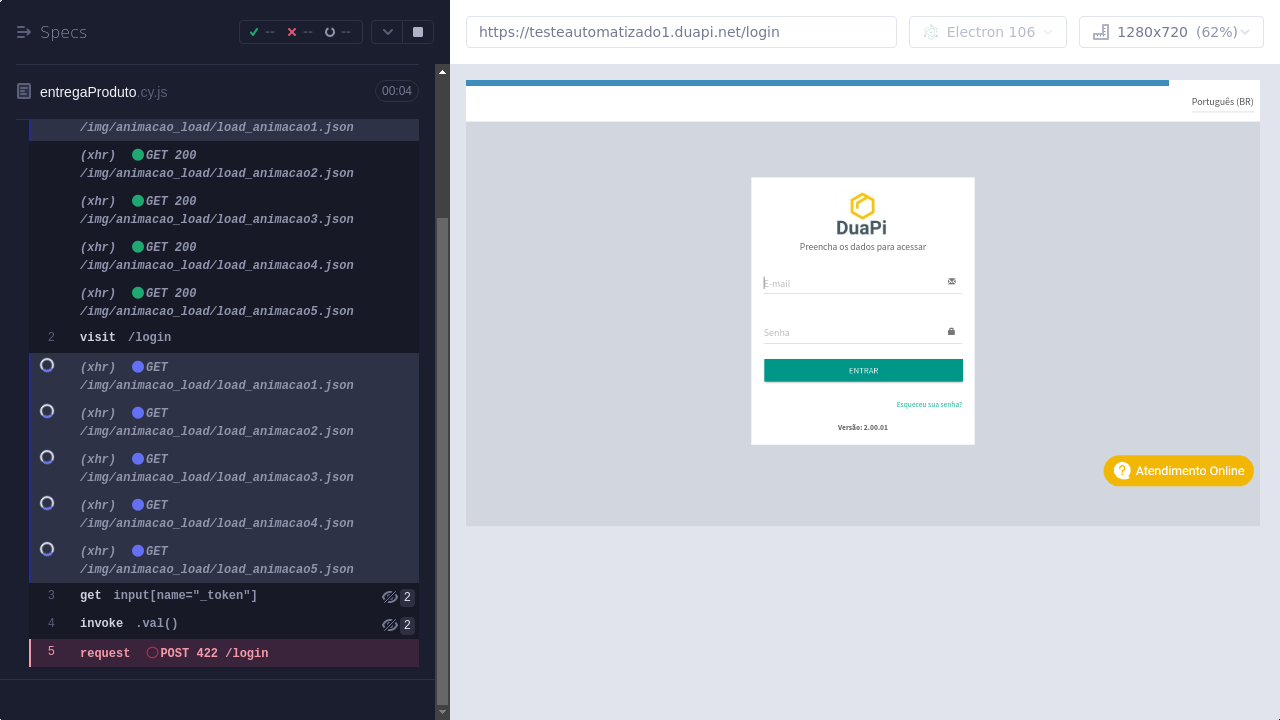 Specs
--
--
--
https://testeautomatizado1.duapi.net/login
Electron 106
1280x720 (62%)
entregaProduto.cy.js
00:04
/img/animacao_load/load_animacao1.json
(xhr) GET 200
/img/animacao_load/load_animacao2.json
(xhr) GET 200
/img/animacao_load/load_animacao3.json
(xhr) GET 200
/img/animacao_load/load_animacao4.json
(xhr) GET 200
/img/animacao_load/load_animacao5.json
2 visit /login
(xhr) GET
/img/animacao_load/load_animacao1.json
(xhr) GET
/img/animacao_load/load_animacao2.json
(xhr) GET
/img/animacao_load/load_animacao3.json
(xhr) GET
/img/animacao_load/load_animacao4.json
(xhr) GET
/img/animacao_load/load_animacao5.json
3 get input[name="_token"] 2
4 invoke .val() 2
5 request POST 422 /login
Português (BR)
DuaPi
Preencha os dados para acessar
E-mail
Senha
ENTRAR
Esqueceu sua senha?
Versão: 2.00.01
Atendimento Online